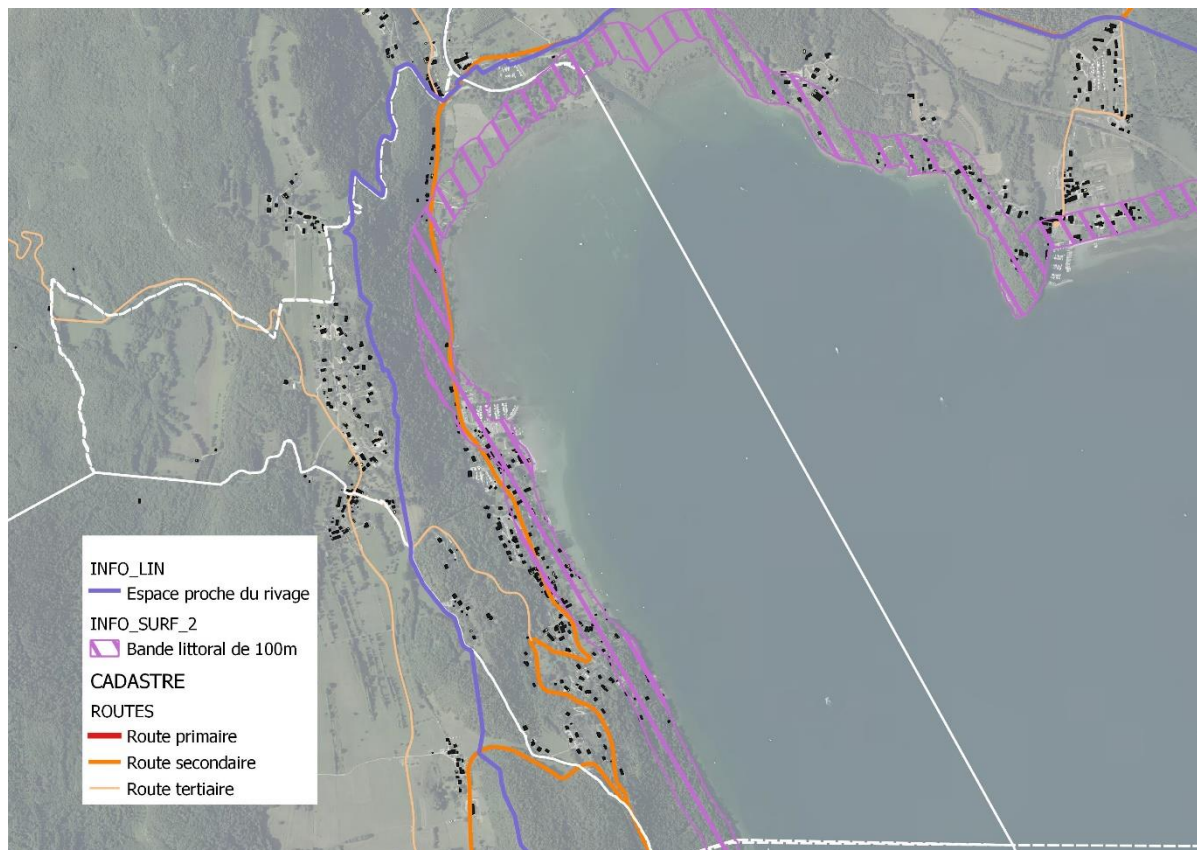 INFO_LIN
Espace proche du rivage
INFO_SURF_2
Bande littoral de 100m
CADASTRE
ROUTES
Route primaire
Route secondaire
Route tertiaire